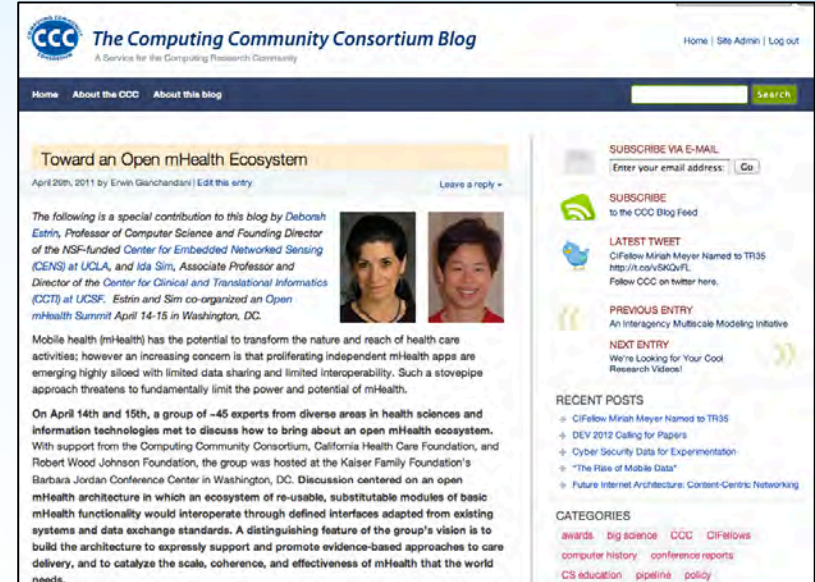 COMPUTING COMMUNITY
CCC
CONSORTIUM
The Computing Community Consortium Blog
A Service for the Computing Research Community
Home | Site Admin | Log out
Home About the CCC About this blog
Search
Toward an Open mHealth Ecosystem
April 20th, 2011 by Erwin Gianchandani | Edit this entry
Leave a reply »
The following is a special contribution to this blog by Deborah
Estrin, Professor of Computer Science and Founding Director
of the NSF-funded Center for Embedded Networked Sensing
(CENS) at UCLA, and Ida Sim, Associate Professor and
Director of the Center for Clinical and Translational Informatics
(CCTI) at UCSF. Estrin and Sim co-organized an Open
mHealth Summit April 14-15 in Washington, DC.
Mobile health (mHealth) has the potential to transform the nature and reach of health care
activities; however an increasing concern is that proliferating independent mHealth apps are
emerging highly siloed with limited data sharing and limited interoperability. Such a stovepipe
approach threatens to fundamentally limit the power and potential of mHealth.
On April 14th and 15th, a group of ~45 experts from diverse areas in health sciences and
information technologies met to discuss how to bring about an open mHealth ecosystem.
With support from the Computing Community Consortium, California Health Care Foundation, and
Robert Wood Johnson Foundation, the group was hosted at the Kaiser Family Foundation's
Barbara Jordan Conference Center in Washington, DC. Discussion centered on an open
mHealth architecture in which an ecosystem of re-usable, substitutable modules of basic
mHealth functionality would interoperate through defined interfaces adapted from existing
systems and data exchange standards. A distinguishing feature of the group's vision is to
build the architecture to expressly support and promote evidence-based approaches to care
delivery, and to catalyze the scale, coherence, and effectiveness of mHealth that the world
needs.
SUBSCRIBE VIA E-MAIL
Enter your email address: Go
SUBSCRIBE
to the CCC Blog Feed
LATEST TWEET
CIFellow Miriah Meyer Named to TR35
http://t.co/vSKQvFL
Follow CCC on twitter here.
PREVIOUS ENTRY
An Interagency Multiscale Modeling Initiative
NEXT ENTRY
We're Looking for Your Cool
Research Videos!
RECENT POSTS
CIFellow Miriah Meyer Named to TR35
DEV 2012 Calling for Papers
Cyber Security Data for Experimentation
"The Rise of Mobile Data"
Future Internet Architecture: Content-Centric Networking
CATEGORIES
awards big science CCC CIFellows
computer history conference reports
CS education pipeline policy